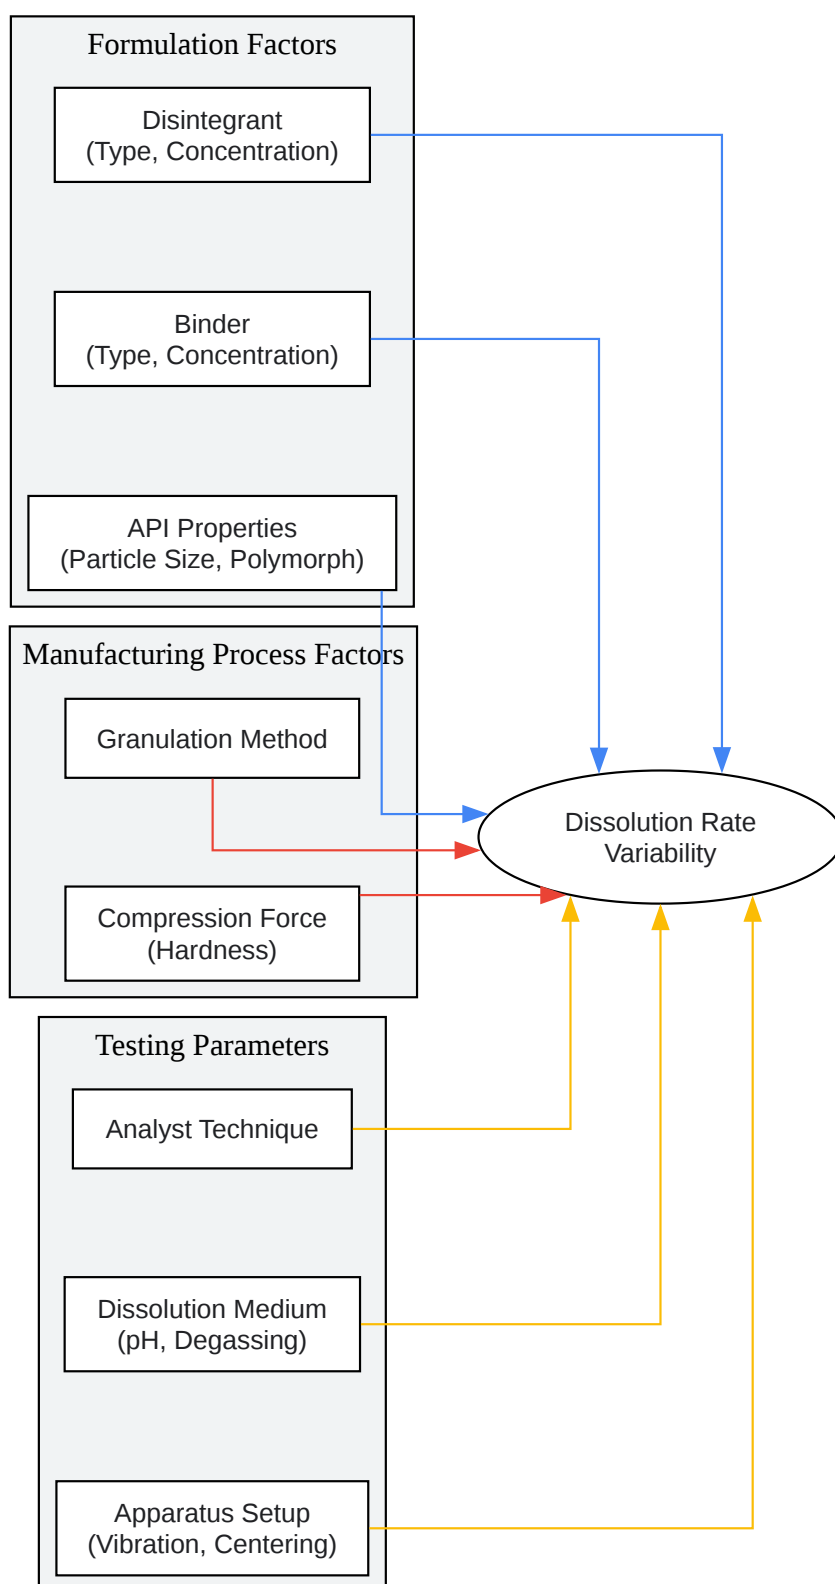 Formulation Factors
Disintegrant
(Type, Concentration)
Binder
(Type, Concentration)
API Properties
(Particle Size, Polymorph)
Manufacturing Process Factors
Granulation Method
Compression Force
(Hardness)
Dissolution Rate
Variability
Testing Parameters
Analyst Technique
Dissolution Medium
(pH, Degassing)
Apparatus Setup
(Vibration, Centering)